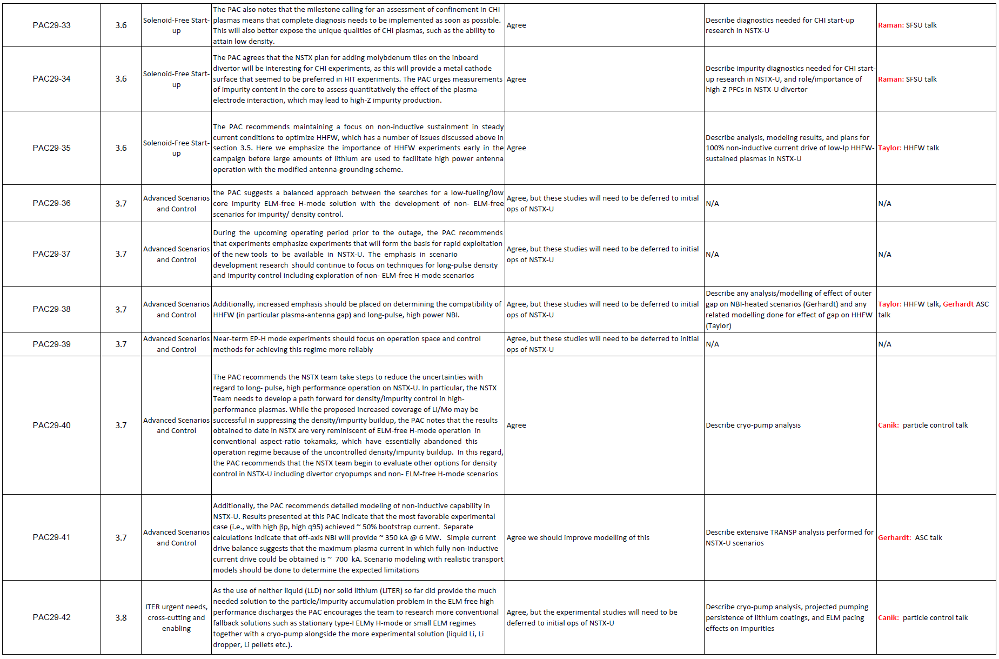 PAC29-33
3.6
Solenoid-Free Start-
up
The PAC also notes that the milestone calling for an assessment of confinement in CHI
plasmas means that complete diagnosis needs to be implemented as soon as possible.
This will also better expose the unique qualities of CHI plasmas, such as the ability to
attain low density.
Agree
Describe diagnostics needed for CHI start-up
research in NSTX-U
Raman: SFSU talk
PAC29-34
3.6
Solenoid-Free Start-
up
The PAC agrees that the NSTX plan for adding molybdenum tiles on the inboard
divertor will be interesting for CHI experiments, as this will provide a metal cathode
surface that seemed to be preferred in HIT experiments. The PAC urges measurements
of impurity content in the core to assess quantitatively the effect of the plasma-
electrode interaction, which may lead to high-Z impurity production.
Agree
Describe impurity diagnostics needed for CHI start-
up research in NSTX-U, and role/importance of
high-Z PFCs in NSTX-U divertor
Raman: SFSU talk
PAC29-35
3.6
Solenoid-Free Start-
up
The PAC recommends maintaining a focus on non-inductive sustainment in steady
current conditions to optimize HHFW, which has a number of issues discussed above in
section 3.5. Here we emphasize the importance of HHFW experiments early in the
campaign before large amounts of lithium are used to facilitate high power antenna
operation with the modified antenna-grounding scheme.
Agree
Describe analysis, modeling results, and plans for
100% non-inductive current drive of low-Ip HHFW-
sustained plasmas in NSTX-U
Taylor: HHFW talk
PAC29-36
3.7
Advanced Scenarios
and Control
the PAC suggests a balanced approach between the searches for a low-fueling/low
core impurity ELM-free H-mode solution with the development of non- ELM-free
scenarios for impurity/ density control.
Agree, but these studies will need to be deferred to initial
ops of NSTX-U
N/A
N/A
PAC29-37
3.7
Advanced Scenarios
and Control
During the upcoming operating period prior to the outage, the PAC recommends
that experiments emphasize experiments that will form the basis for rapid exploitation
of the new tools to be available in NSTX-U. The emphasis in scenario
development research should continue to focus on techniques for long-pulse density
and impurity control including exploration of non- ELM-free H-mode scenarios
Agree, but these studies will need to be deferred to initial
ops of NSTX-U
N/A
N/A
PAC29-38
3.7
Advanced Scenarios
and Control
Additionally, increased emphasis should be placed on determining the compatibility of
HHFW (in particular plasma-antenna gap) and long-pulse, high power NBI.
Agree, but these studies will need to be deferred to initial
ops of NSTX-U
Describe any analysis/modelling of effect of outer
gap on NBI-heated scenarios (Gerhardt) and any
related modelling done for effect of gap on HHFW
(Taylor)
Taylor: HHFW talk, Gerhardt ASC
talk
PAC29-39
3.7
Advanced Scenarios
and Control
Near-term EP-H mode experiments should focus on operation space and control
methods for achieving this regime more reliably
Agree, but these studies will need to be deferred to initial
ops of NSTX-U
N/A
N/A
PAC29-40
3.7
Advanced Scenarios
and Control
The PAC recommends the NSTX team take steps to reduce the uncertainties with
regard to long- pulse, high performance operation on NSTX-U. In particular, the NSTX
Team needs to develop a path forward for density/impurity control in high-
performance plasmas. While the proposed increased coverage of Li/Mo may be
successful in suppressing the density/impurity buildup, the PAC notes that the results
obtained to date in NSTX are very reminiscent of ELM-free H-mode operation in
conventional aspect-ratio tokamaks, which have essentially abandoned this
operation regime because of the uncontrolled density/impurity buildup. In this regard,
the PAC recommends that the NSTX team begin to evaluate other options for density
control in NSTX-U including divertor cryopumps and non- ELM-free H-mode scenarios
Agree
Describe cryo-pump analysis
Canik: particle control talk
PAC29-41
3.7
Advanced Scenarios
and Control
Additionally, the PAC recommends detailed modeling of non-inductive capability in
NSTX-U. Results presented at this PAC indicate that the most favorable experimental
case (i.e., with high βp, high q95) achieved ~ 50% bootstrap current. Separate
calculations indicate that off-axis NBI will provide ~ 350 kA @ 6 MW. Simple current
drive balance suggests that the maximum plasma current in which fully non-inductive
current drive could be obtained is ~ 700 kA. Scenario modeling with realistic transport
models should be done to determine the expected limitations
Agree we should improve modelling of this
Describe extensive TRANSP analysis performed for
NSTX-U scenarios
Gerhardt: ASC talk
PAC29-42
3.8
ITER urgent needs,
cross-cutting and
enabling
As the use of neither liquid (LLD) nor solid lithium (LiTER) so far did provide the much
needed solution to the particle/impurity accumulation problem in the ELM free high
performance discharges the PAC encourages the team to research more conventional
fallback solutions such as stationary type-I ELMy H-mode or small ELM regimes
together with a cryo-pump alongside the more experimental solution (liquid Li, Li
dropper, Li pellets etc.).
Agree, but the experimental studies will need to be
deferred to initial ops of NSTX-U
Describe cryo-pump analysis, projected pumping
persistence of lithium coatings, and ELM pacing
effects on impurities
Canik: particle control talk